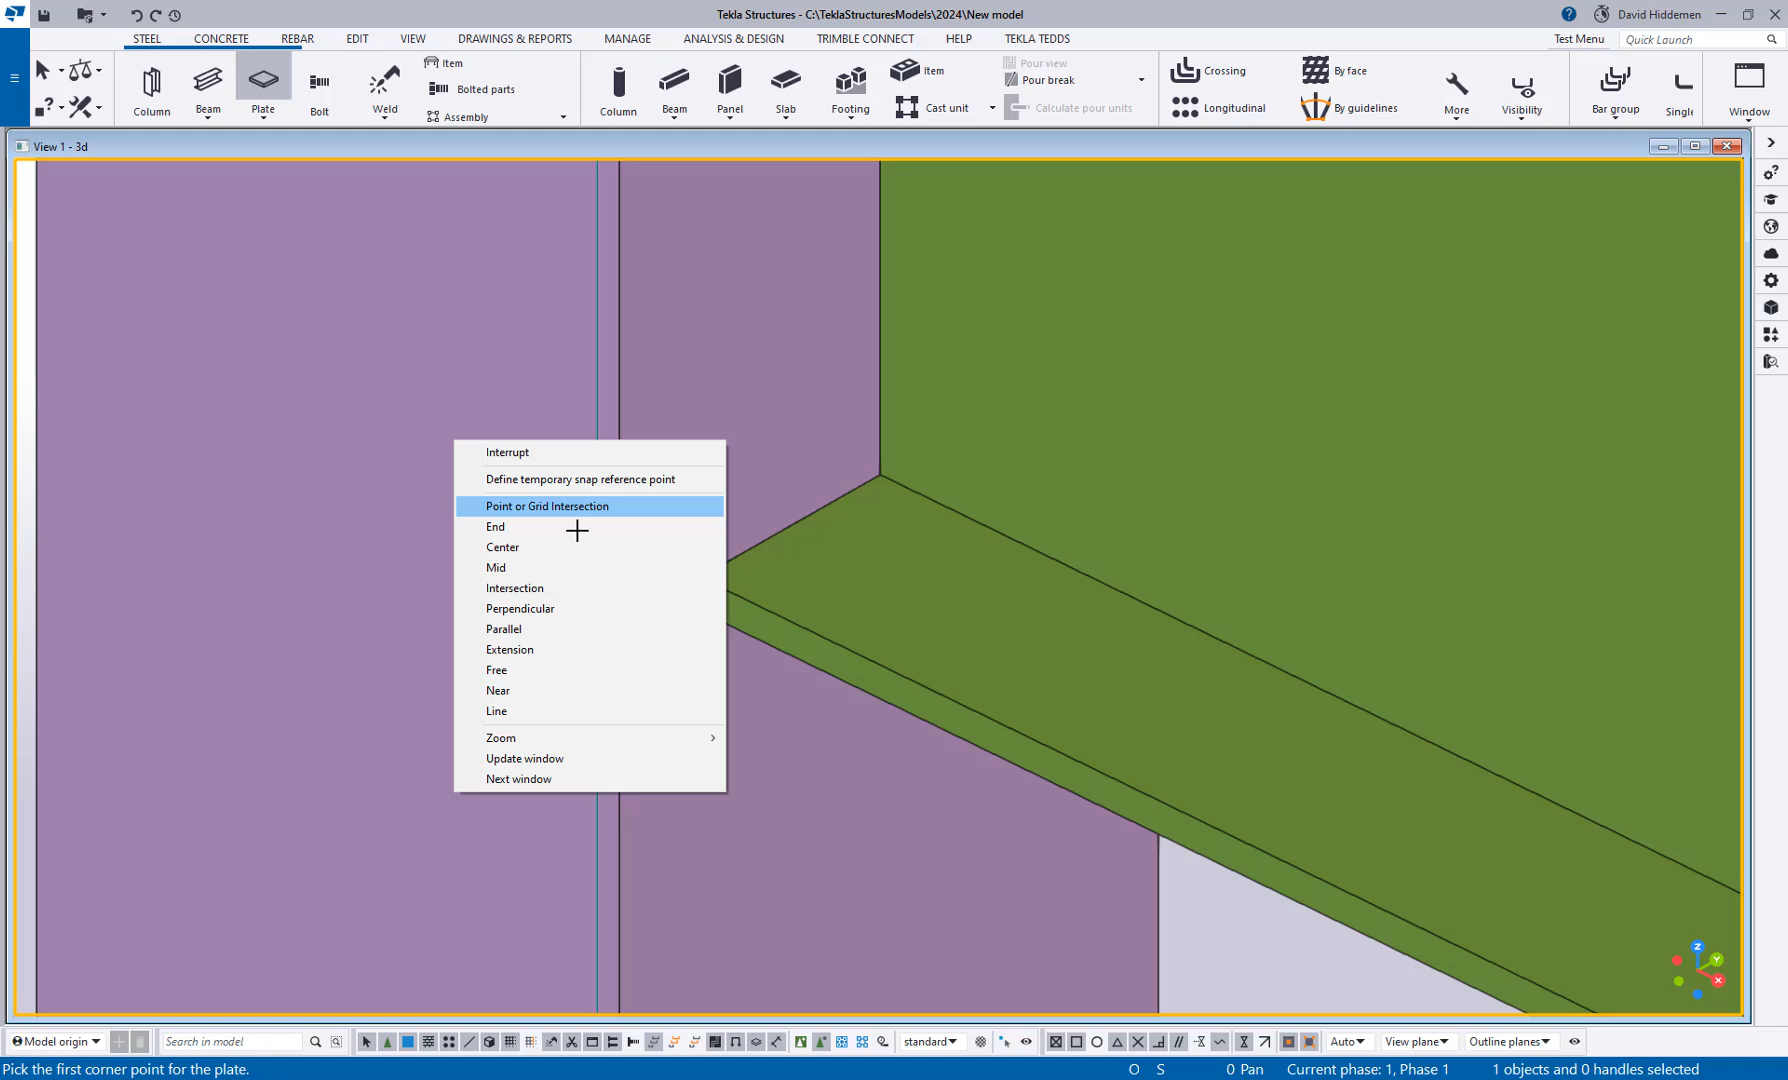 Tekla Structures - C:\TeklaStructuresModels\2024\New model
David Hiddemen
STEEL CONCRETE REBAR EDIT VIEW DRAWINGS & REPORTS MANAGE ANALYSIS & DESIGN TRIMBLE CONNECT HELP TEKLA TEDDS
Test Menu
Quick Launch
Column
Beam
Plate
Bolt
Weld
Item
Bolted parts
Assembly
Column
Beam
Panel
Slab
Footing
Item
Cast unit
Pour view
Pour break
Calculate pour units
Crossing
Longitudinal
By face
By guidelines
More
Visibility
Bar group
Single
Window
View 1 - 3d
Interrupt
Define temporary snap reference point
Point or Grid Intersection
End
Center
Mid
Intersection
Perpendicular
Parallel
Extension
Free
Near
Line
Zoom
Update window
Next window
Z
Y
X
Model origin
Search in model
standard
Auto
View plane
Outline planes
Pick the first corner point for the plate.
O S 0 Pan Current phase: 1, Phase 1 1 objects and 0 handles selected